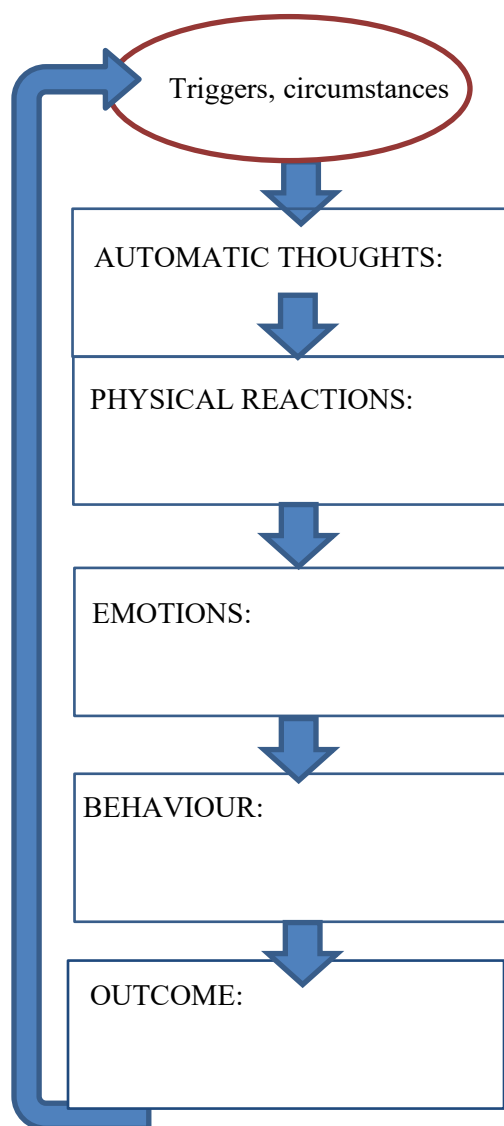 Triggers, circumstances
AUTOMATIC THOUGHTS:
PHYSICAL REACTIONS:
EMOTIONS:
BEHAVIOUR:
OUTCOME: